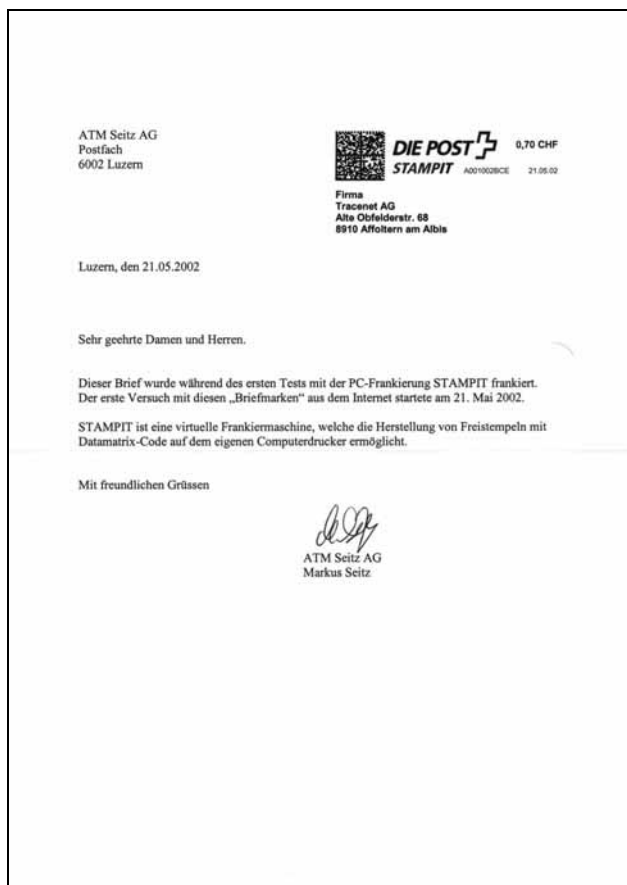 ATM Seitz AG
Postfach
6002 Luzern
DIE POST
0,70 CHF
STAMPIT A001002BCE 21.05.02
Firma
Tracenet AG
Alte Obfelderstr. 68
8910 Affoltern am Albis
Luzern, den 21.05.2002
Sehr geehrte Damen und Herren.
Dieser Brief wurde während des ersten Tests mit der PC-Frankierung STAMPIT frankiert.
Der erste Versuch mit diesen „Briefmarken“ aus dem Internet startete am 21. Mai 2002.
STAMPIT ist eine virtuelle Frankiermaschine, welche die Herstellung von Freistempeln mit
Datamatrix-Code auf dem eigenen Computerdrucker ermöglicht.
Mit freundlichen Grüssen
ATM Seitz AG
Markus Seitz